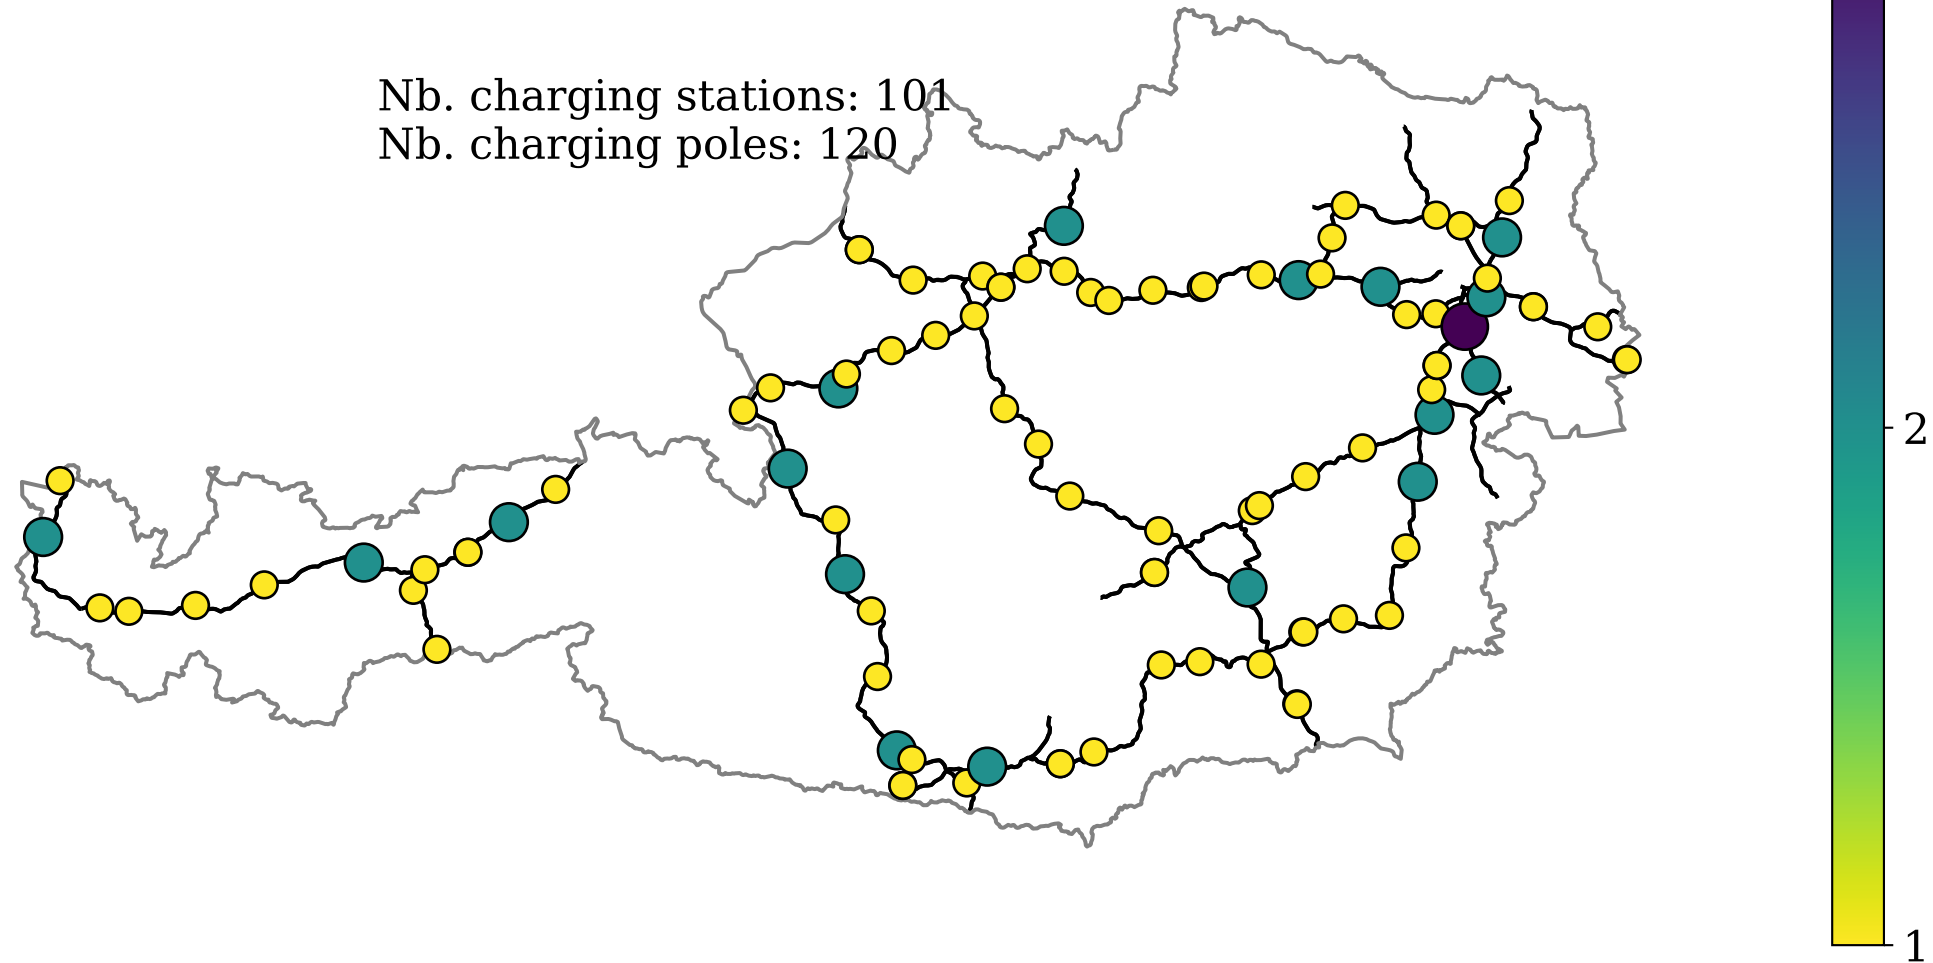 Nb. charging stations: 101
Nb. charging poles: 120
2
1